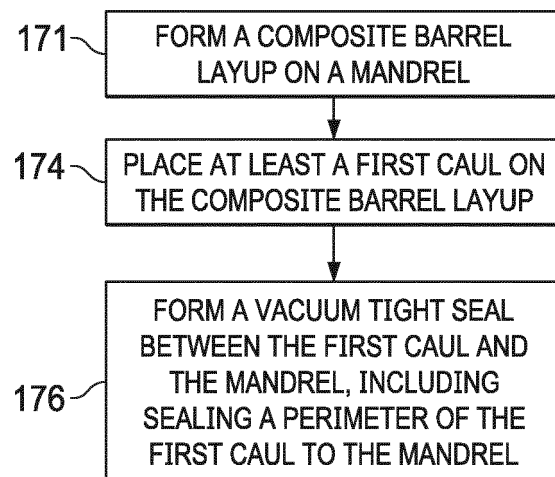 171
FORM A COMPOSITE BARREL
LAYUP ON A MANDREL
174
PLACE AT LEAST A FIRST CAUL ON
THE COMPOSITE BARREL LAYUP
176
FORM A VACUUM TIGHT SEAL
BETWEEN THE FIRST CAUL AND
THE MANDREL, INCLUDING
SEALING A PERIMETER OF THE
FIRST CAUL TO THE MANDREL